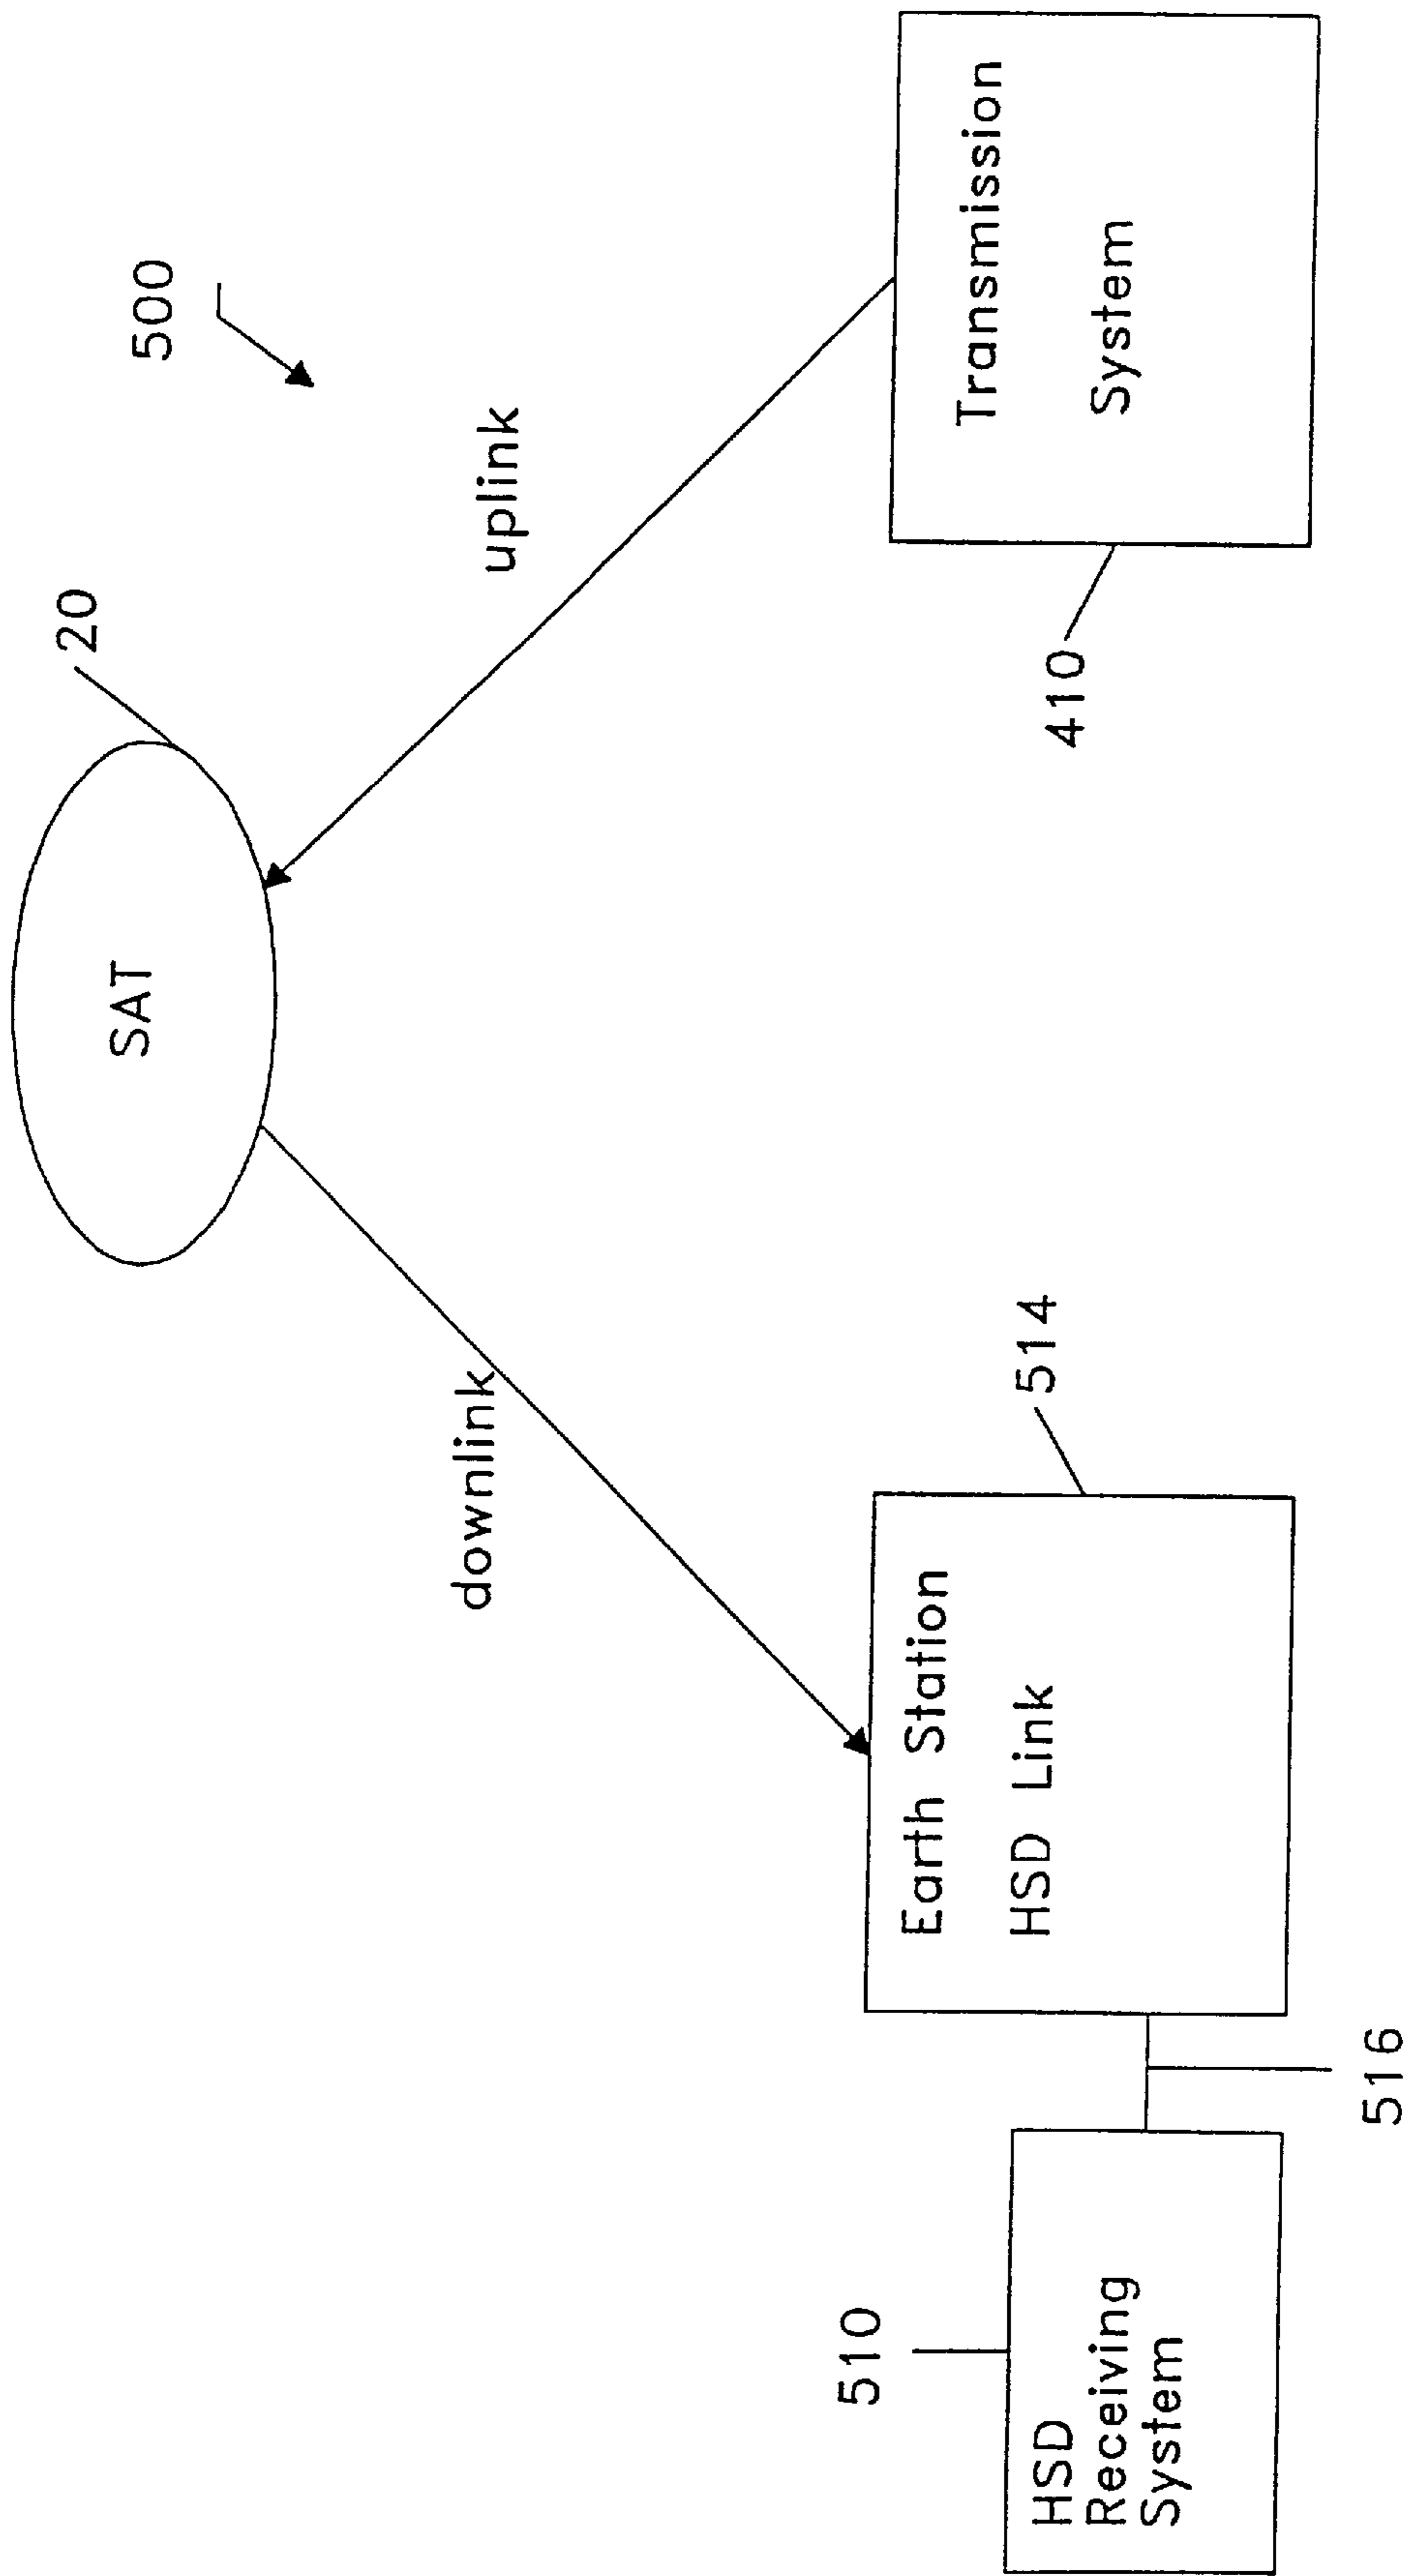 500
20
SAT
uplink
downlink
Transmission
System
410
Earth Station
HSD Link
514
HSD
Receiving
System
510
516